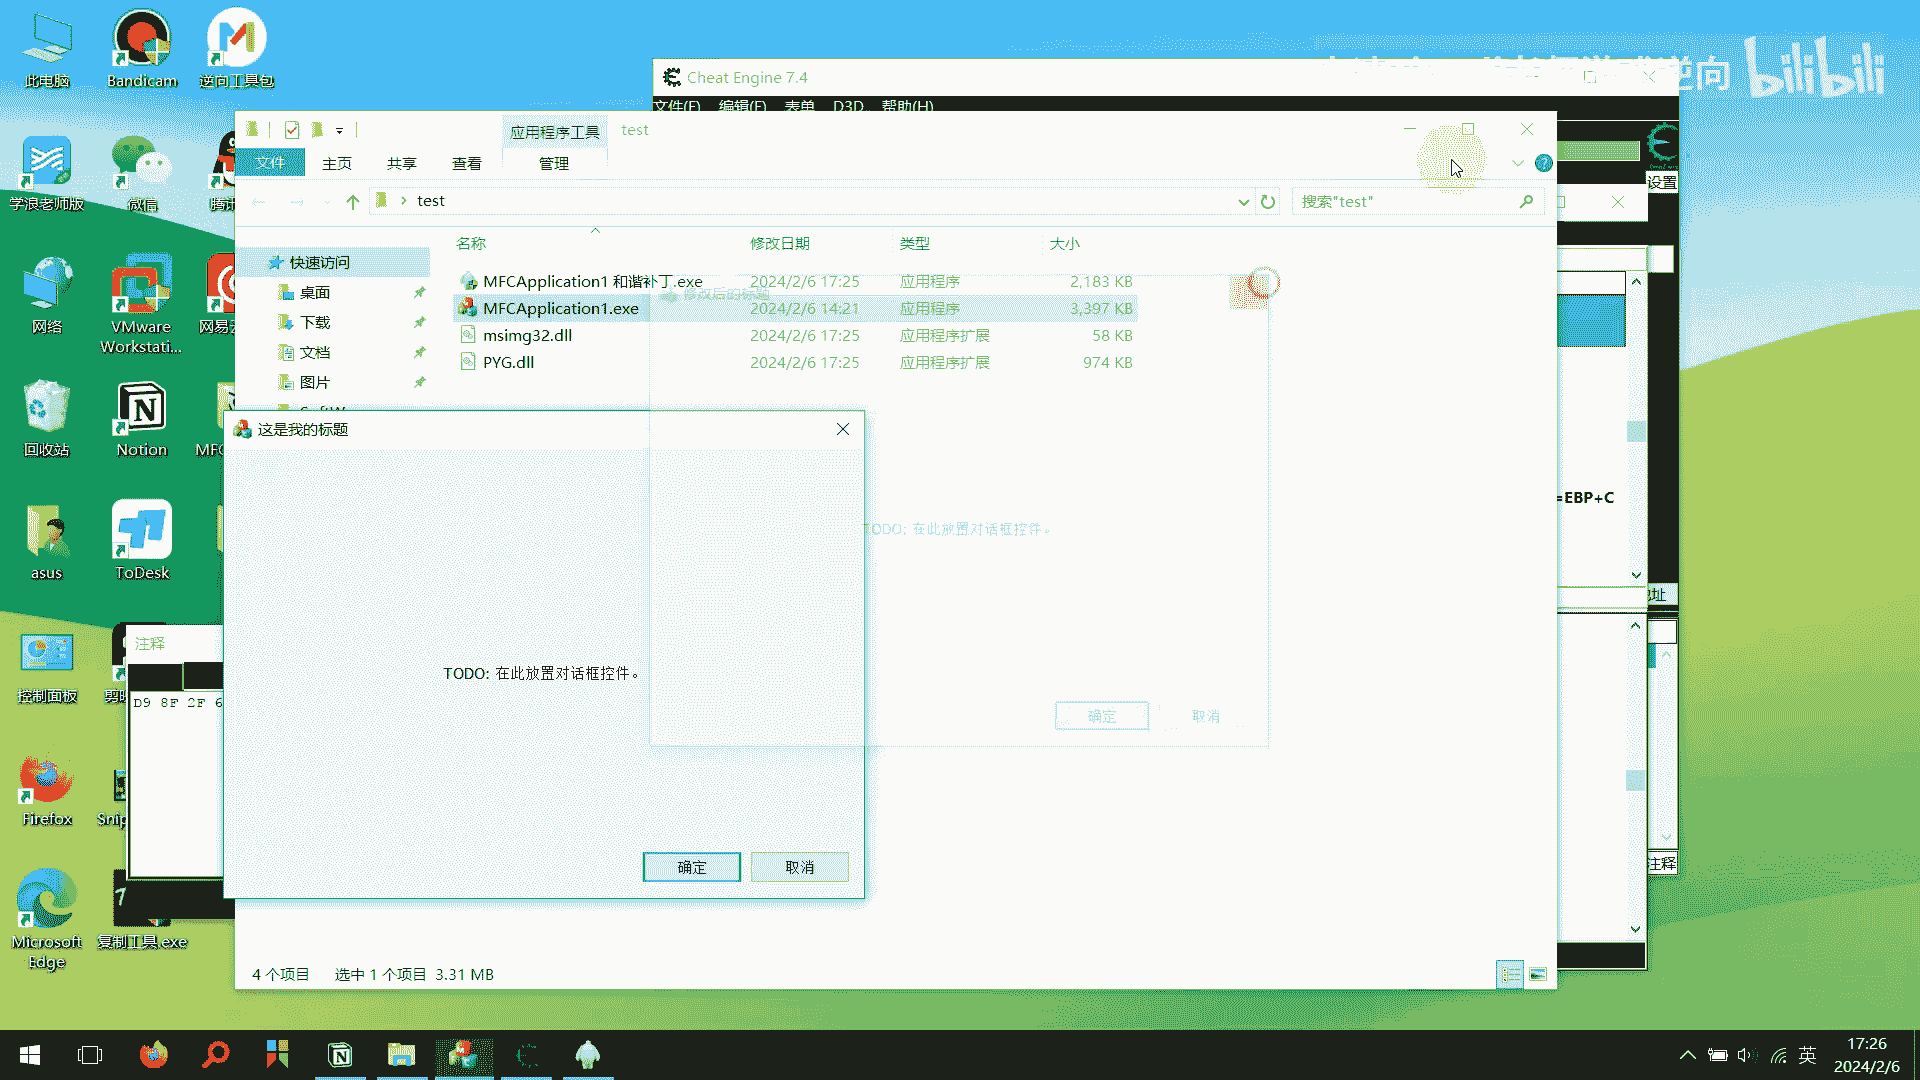 此电脑
Bandicam
逆向工具包
Cheat Engine 7.4
逆向 bilibili
文件(F) 编辑(E) 表单 D3D 帮助(H)
应用程序工具
test
文件
主页
共享
查看
管理
设置
学浪老师版
微信
test
搜索"test"
名称
修改日期
类型
大小
快速访问
MFCApplication1 和谐补丁.exe
2024/2/6 17:25
应用程序
2,183 KB
修改后的标题
桌面
MFCApplication1.exe
2024/2/6 14:21
应用程序
3,397 KB
下载
msimg32.dll
2024/2/6 17:25
应用程序扩展
58 KB
网络
VMware
Workstati...
文档
PYG.dll
2024/2/6 17:25
应用程序扩展
974 KB
图片
这是我的标题
回收站
Notion
MFC
=EBP+C
TODO: 在此放置对话框控件。
asus
ToDesk
注释
TODO: 在此放置对话框控件。
控制面板
D9 8F 2F 6
确定
取消
Firefox
Snip
确定
取消
注释
Microsoft
Edge
复制工具.exe
4 个项目
选中 1 个项目 3.31 MB
英
17:26
2024/2/6